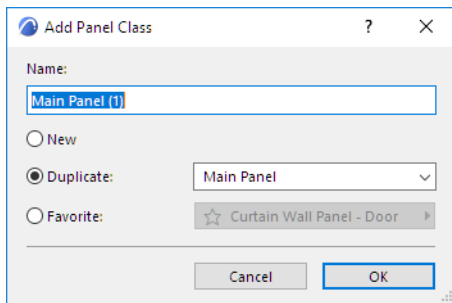 Add Panel Class
Name:
Main Panel (1)
New
Duplicate: Main Panel
Favorite: Curtain Wall Panel - Door
Cancel OK